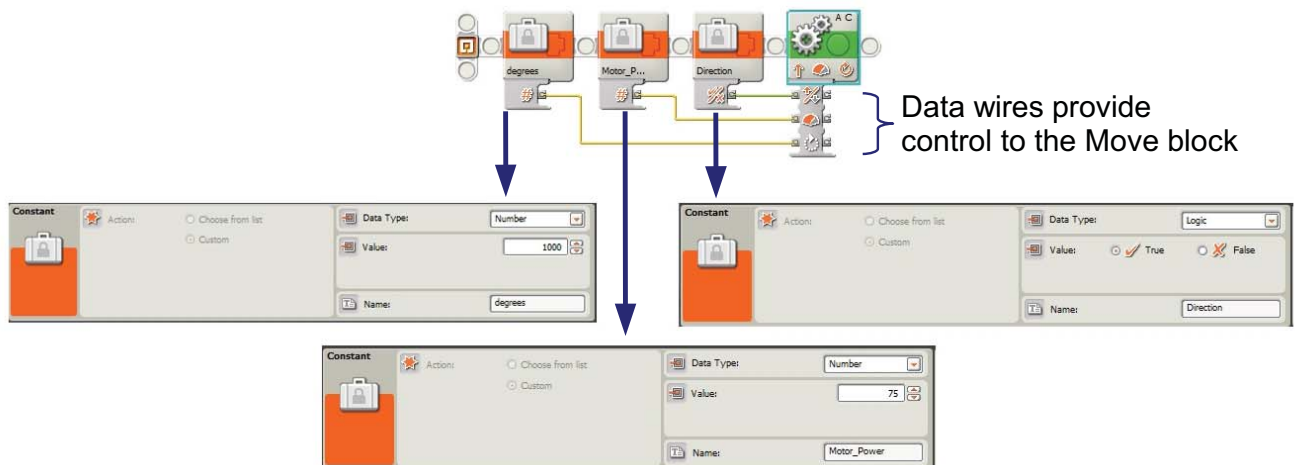 A C
degrees
Motor_P...
Direction
#
#
Data wires provide
control to the Move block
Constant
Action:
Choose from list
Custom
Data Type:
Number
Value:
1000
Name:
degrees
Constant
Action:
Choose from list
Custom
Data Type:
Logic
Value:
True
False
Name:
Direction
Constant
Action:
Choose from list
Custom
Data Type:
Number
Value:
75
Name:
Motor_Power